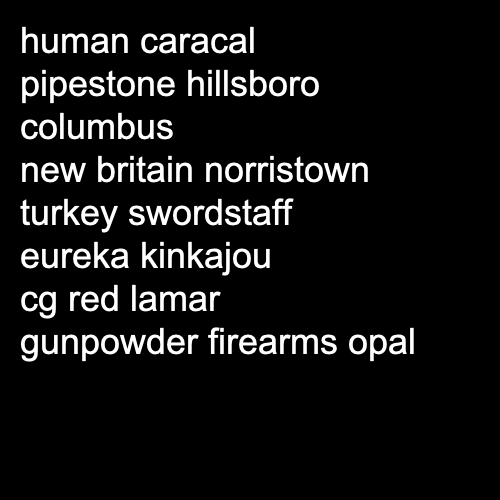 human caracal
pipestone hillsboro
columbus
new britain norristown
turkey swordstaff
eureka kinkajou
cg red lamar
gunpowder firearms opal